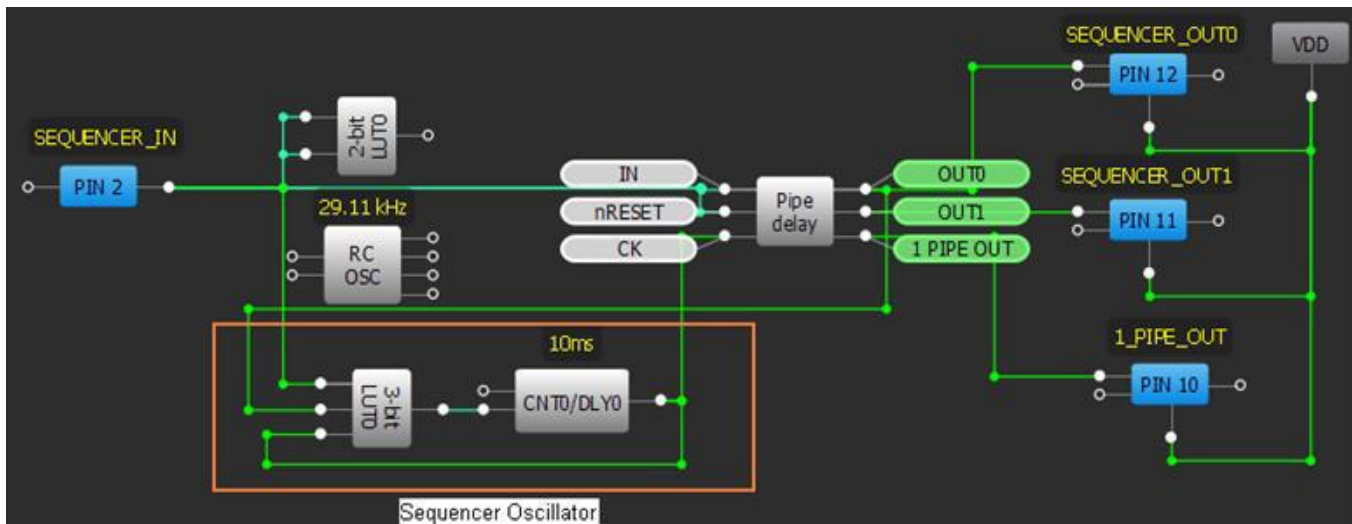 SEQUENCER_OUT0
VDD
PIN 12
2-bit
LUT0
SEQUENCER_IN
PIN 2
IN
OUT0
SEQUENCER_OUT1
29.11 kHz
nRESET
Pipe
delay
OUT1
PIN 11
CK
1 PIPE OUT
RC
OSC
10ms
1_PIPE_OUT
3-bit
LUT0
CNT0/DLY0
PIN 10
Sequencer Oscillator